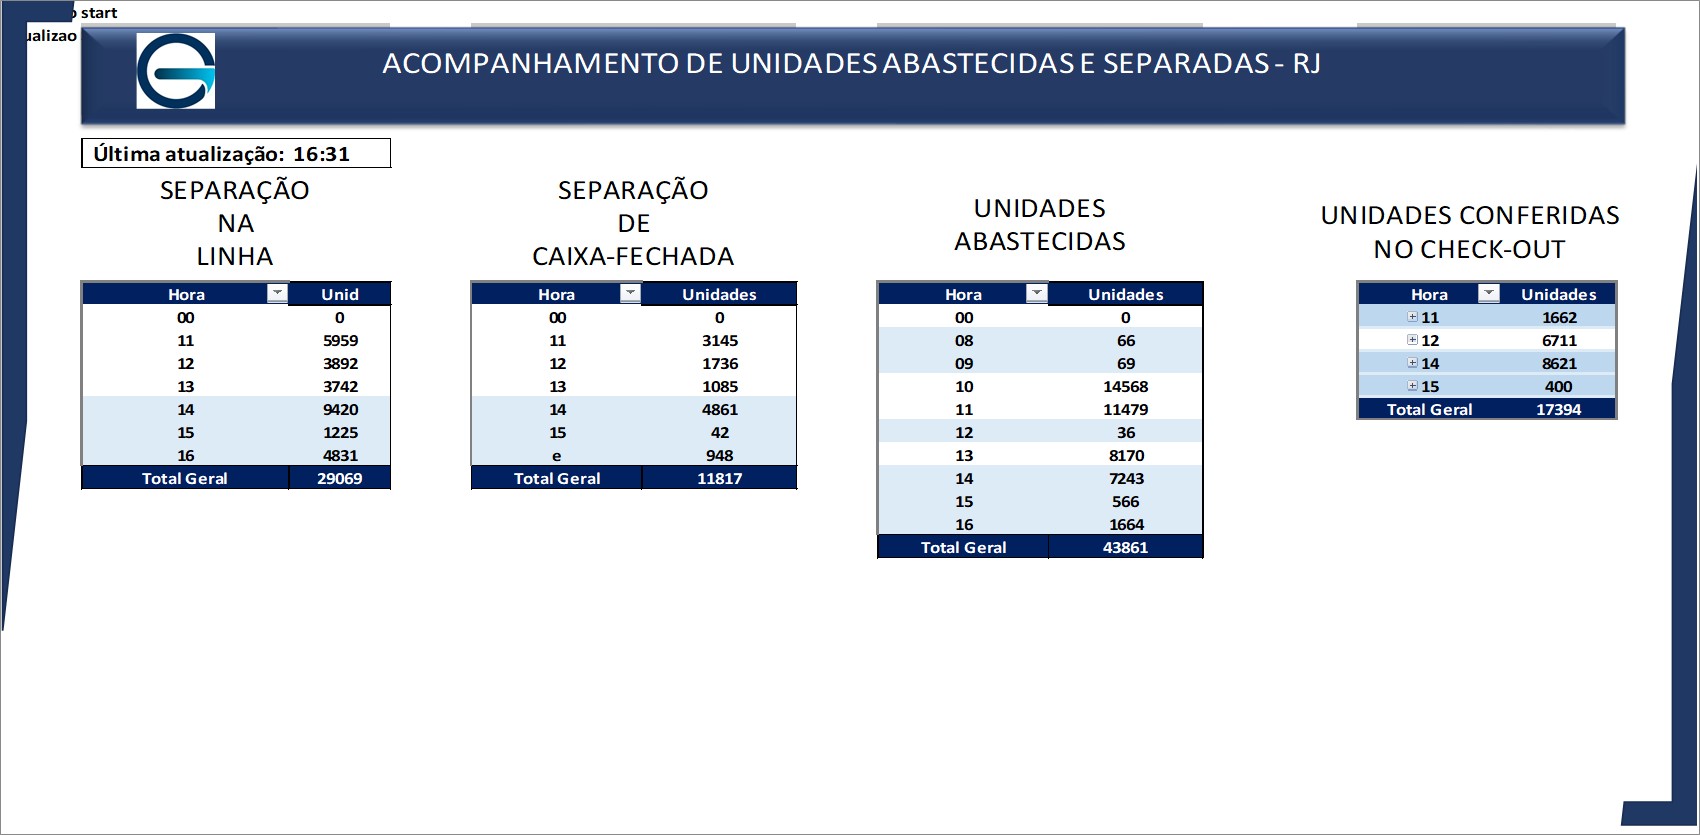 start
ualizao
ACOMPANHAMENTO DE UNIDADES ABASTECIDAS E SEPARADAS - RJ
Última atualização: 16:31
SEPARAÇÃO
NA
LINHA
Hora Unid
00 0
11 5959
12 3892
13 3742
14 9420
15 1225
16 4831
Total Geral 29069
SEPARAÇÃO
DE
CAIXA-FECHADA
Hora Unidades
00 0
11 3145
12 1736
13 1085
14 4861
15 42
e 948
Total Geral 11817
UNIDADES
ABASTECIDAS
Hora Unidades
00 0
08 66
09 69
10 14568
11 11479
12 36
13 8170
14 7243
15 566
16 1664
Total Geral 43861
UNIDADES CONFERIDAS
NO CHECK-OUT
Hora Unidades
11 1662
12 6711
14 8621
15 400
Total Geral 17394